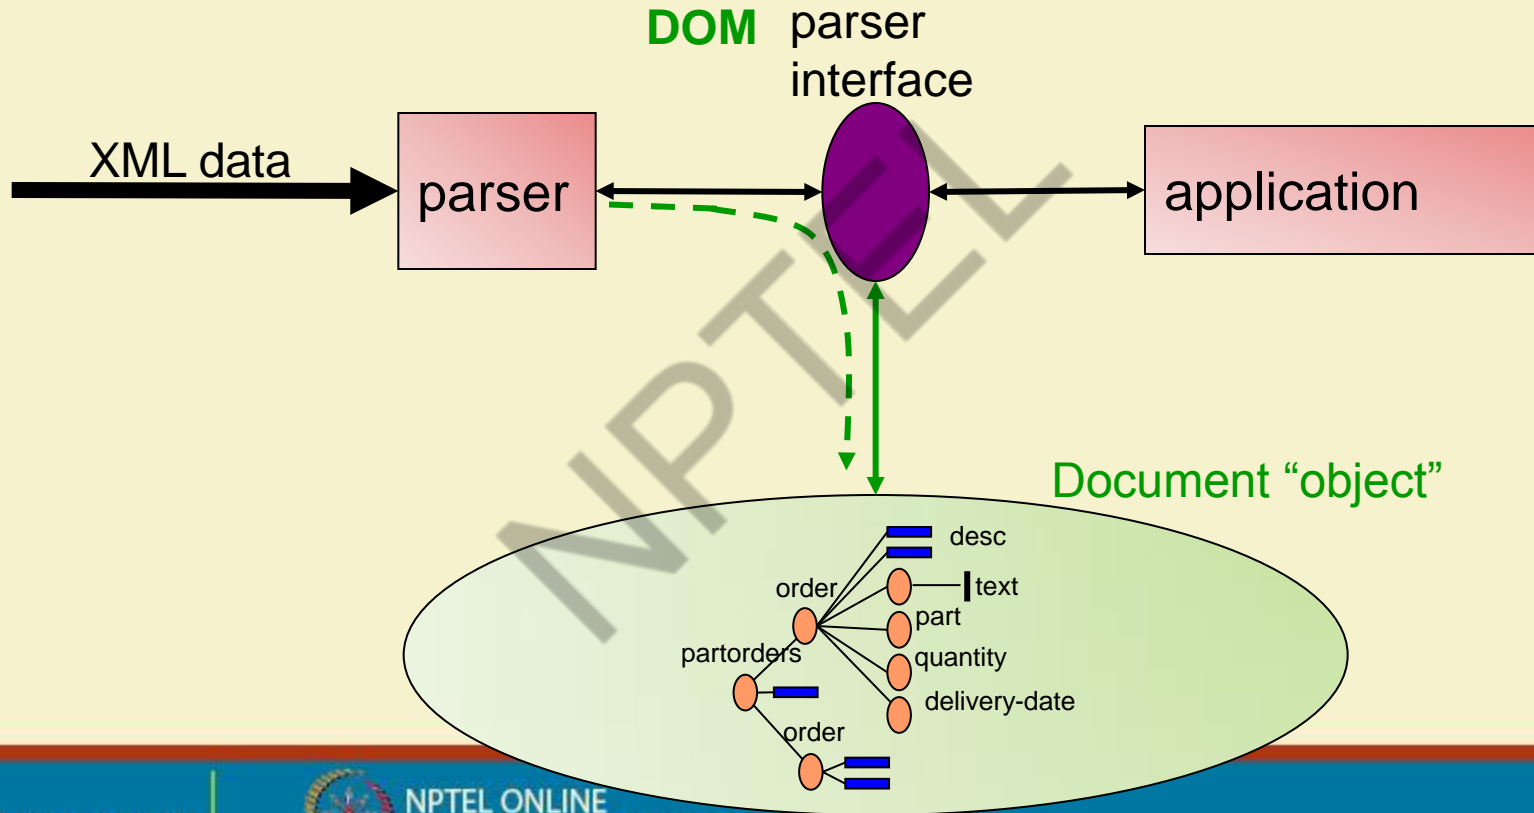 DOM parser
interface
XML data
parser
application
Document “object”
desc
order
text
part
partorders
quantity
delivery-date
order
NPTEL
NPTEL ONLINE